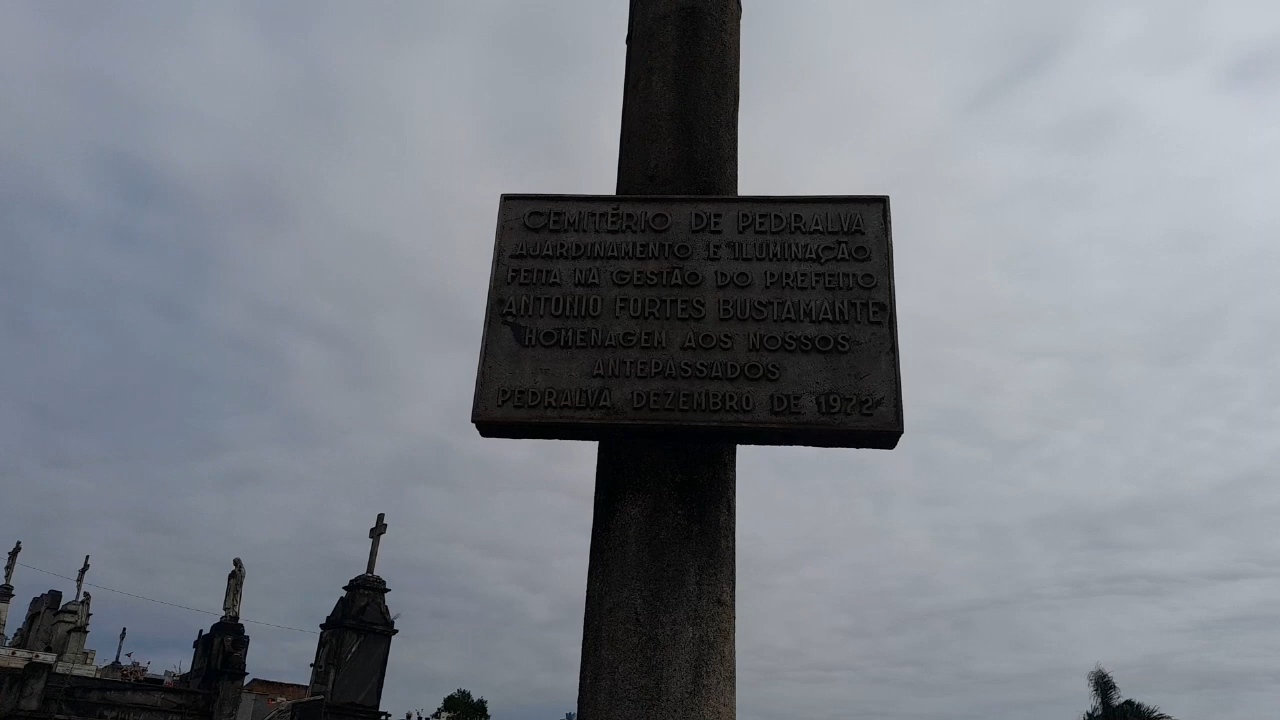 CEMITÉRIO DE PEDRALVA
AJARDINAMENTO E ILUMINAÇÃO
FEITA NA GESTÃO DO PREFEITO
ANTONIO FORTES BUSTAMANTE
HOMENAGEM AOS NOSSOS
ANTEPASSADOS
PEDRALVA DEZEMBRO DE 1972